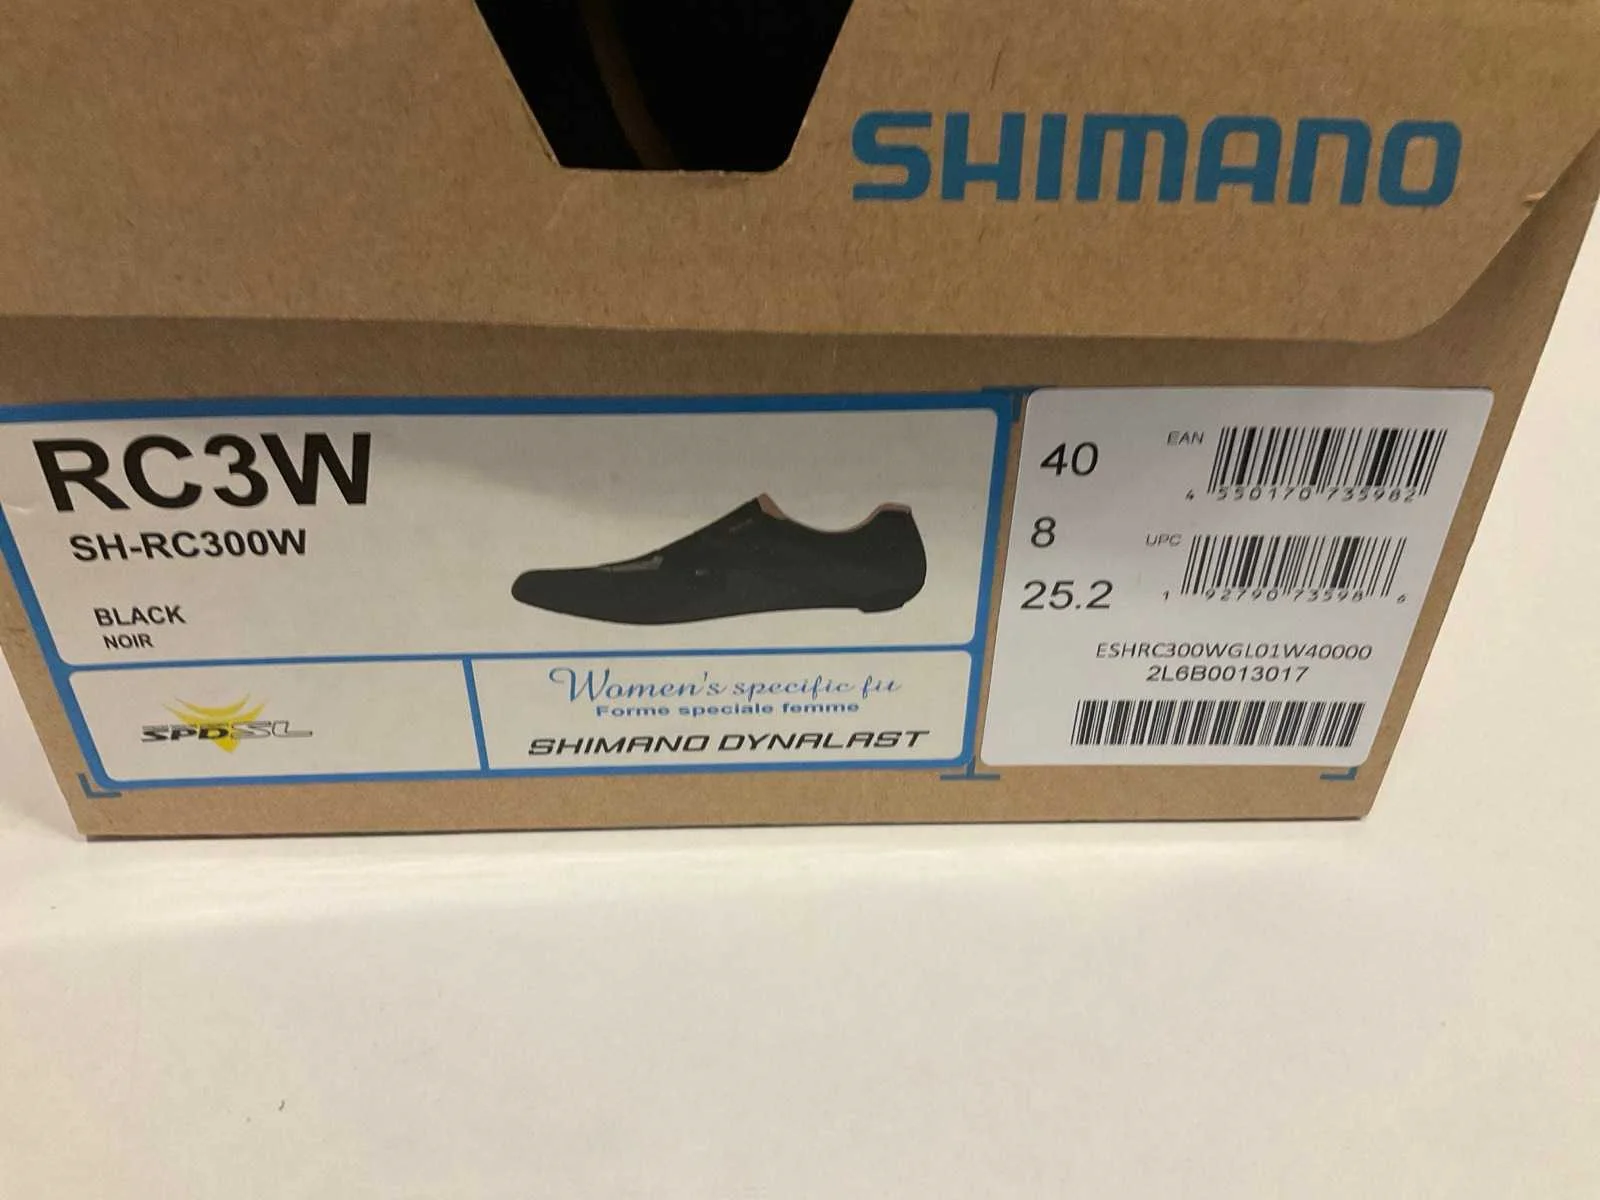 SHIMANO
RC3W
SH-RC300W
BLACK
NOIR
SPD-SL
Women's specific fit
Forme speciale femme
SHIMANO DYNALAST
40
8
25.2
EAN
4 550170 735982
UPC
1 92790 73598 6
ESHRC300WGL01W40000
2L6B0013017